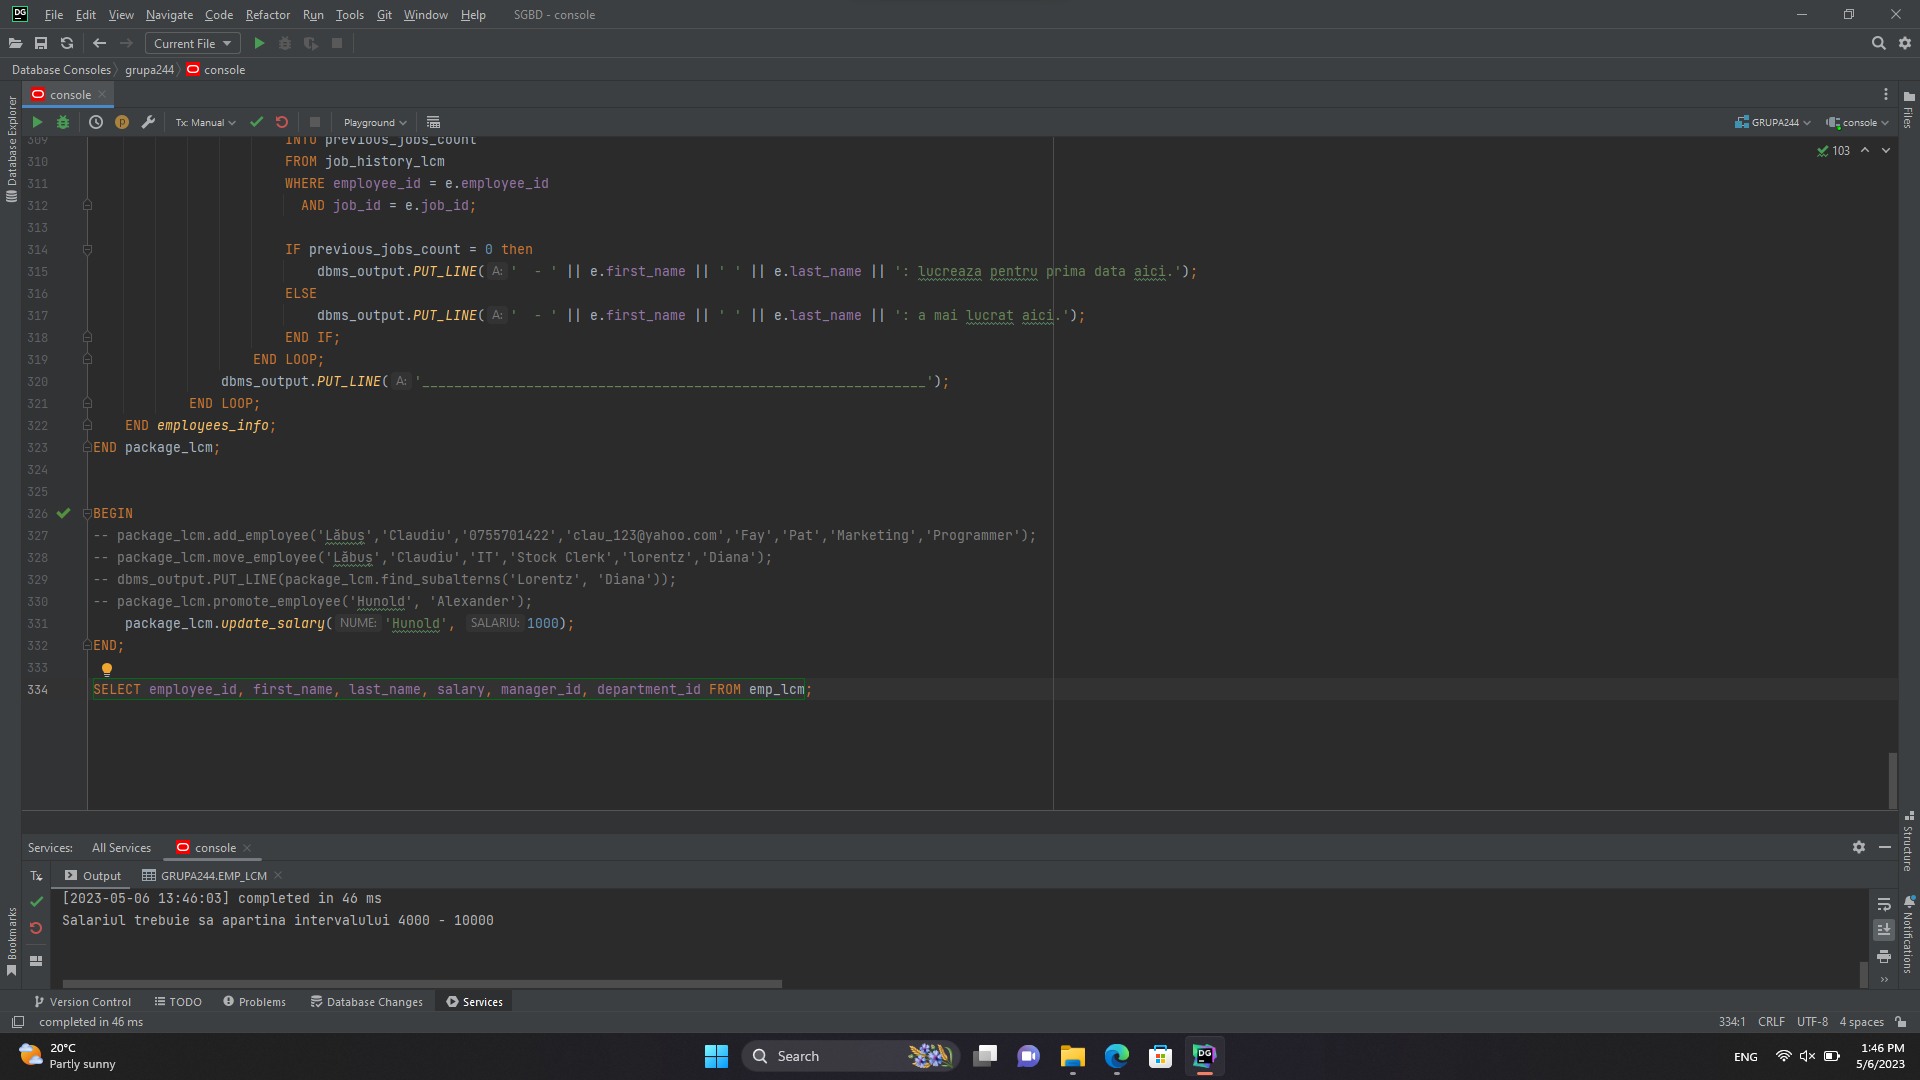 File Edit View Navigate Code Refactor Run Tools Git Window Help SGBD - console
Current File
Database Consoles grupa244 console
console
Tx: Manual Playground GRUPA244 console
Database Explorer
Files
103
309 INTO previous_jobs_count
310 FROM job_history_lcm
311 WHERE employee_id = e.employee_id
312 AND job_id = e.job_id;
313
314 IF previous_jobs_count = 0 then
315 dbms_output.PUT_LINE( A: '  - ' || e.first_name || ' ' || e.last_name || ': lucreaza pentru prima data aici.');
316 ELSE
317 dbms_output.PUT_LINE( A: '  - ' || e.first_name || ' ' || e.last_name || ': a mai lucrat aici.');
318 END IF;
319 END LOOP;
320 dbms_output.PUT_LINE( A: '_______________________________________________________________');
321 END LOOP;
322 END employees_info;
323 END package_lcm;
324
325
326 BEGIN
327 -- package_lcm.add_employee('Lăbuș','Claudiu','0755701422','clau_123@yahoo.com','Fay','Pat','Marketing','Programmer');
328 -- package_lcm.move_employee('Lăbuș','Claudiu','IT','Stock Clerk','lorentz','Diana');
329 -- dbms_output.PUT_LINE(package_lcm.find_subalterns('Lorentz', 'Diana'));
330 -- package_lcm.promote_employee('Hunold', 'Alexander');
331 package_lcm.update_salary( NUME: 'Hunold', SALARIU: 1000);
332 END;
333
334 SELECT employee_id, first_name, last_name, salary, manager_id, department_id FROM emp_lcm;
Structure
Notifications
Bookmarks
Services: All Services console
Tx Output GRUPA244.EMP_LCM
[2023-05-06 13:46:03] completed in 46 ms
Salariul trebuie sa apartina intervalului 4000 - 10000
Version Control TODO Problems Database Changes Services
completed in 46 ms 334:1 CRLF UTF-8 4 spaces
20°C
Partly sunny
Search
ENG
1:46 PM
5/6/2023